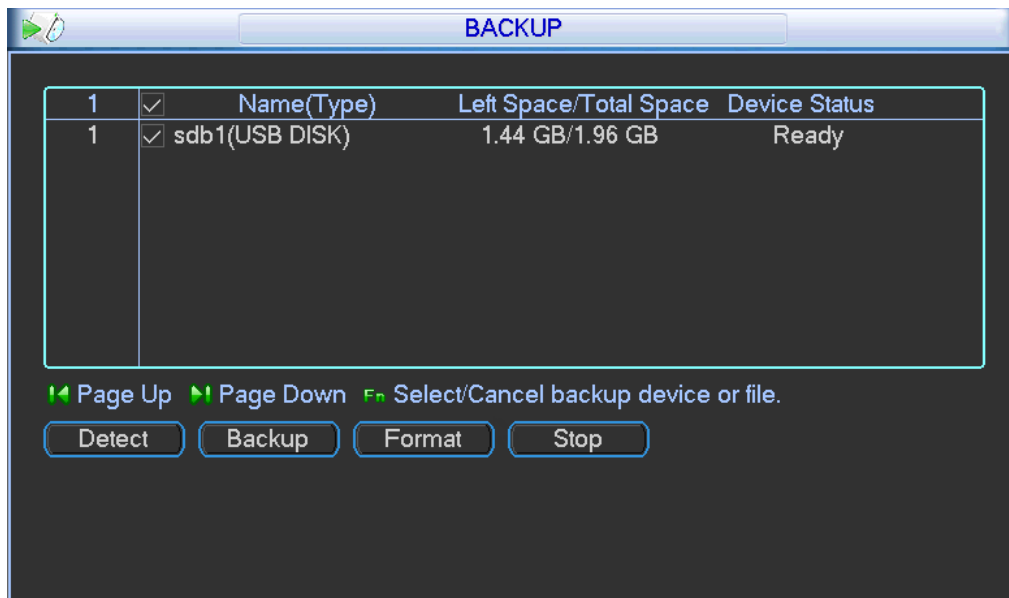 BACKUP
1 Name(Type) Left Space/Total Space Device Status
1 sdb1(USB DISK) 1.44 GB/1.96 GB Ready
Page Up Page Down Fn Select/Cancel backup device or file.
Detect Backup Format Stop